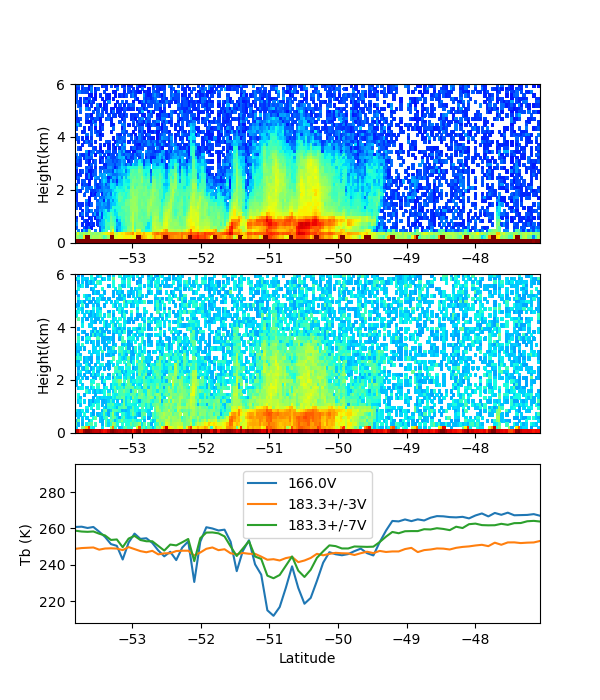 6
4
2
0
Height(km)
−53 −52 −51 −50 −49 −48
6
4
2
0
Height(km)
−53 −52 −51 −50 −49 −48
280
260
240
220
Tb (K)
166.0V
183.3+/-3V
183.3+/-7V
−53 −52 −51 −50 −49 −48
Latitude